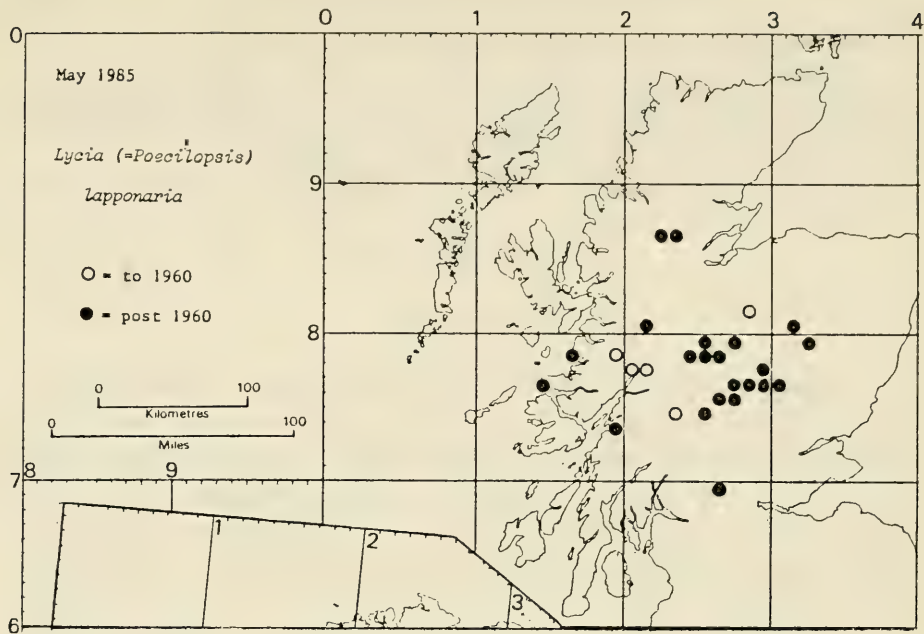 0 1 2 3 4
0
May 1985
Lycia (=Poecilopsis)
lapponaria
9
○ = to 1960
● = post 1960
8
0 100
Kilometres
0 100
Miles
7
8 9
1 2 3
6